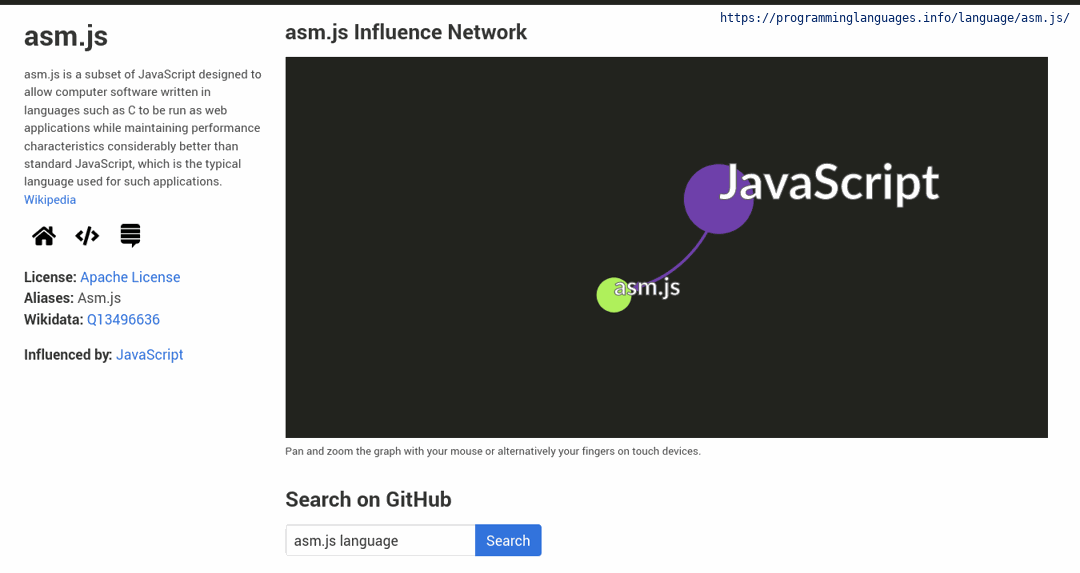 https://programminglanguages.info/language/asm.js/
asm.js
asm.js is a subset of JavaScript designed to
allow computer software written in
languages such as C to be run as web
applications while maintaining performance
characteristics considerably better than
standard JavaScript, which is the typical
language used for such applications.
Wikipedia
License: Apache License
Aliases: Asm.js
Wikidata: Q13496636
Influenced by: JavaScript
asm.js Influence Network
JavaScript
asm.js
Pan and zoom the graph with your mouse or alternatively your fingers on touch devices.
Search on GitHub
asm.js language
Search